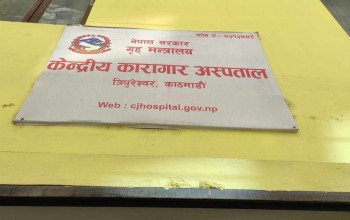 नेपाल सरकार
गृह मन्त्रालय
केन्द्रीय कारागार अस्पताल
त्रिपुरेश्वर, काठमाडौं
Web : cjhospital.gov.np